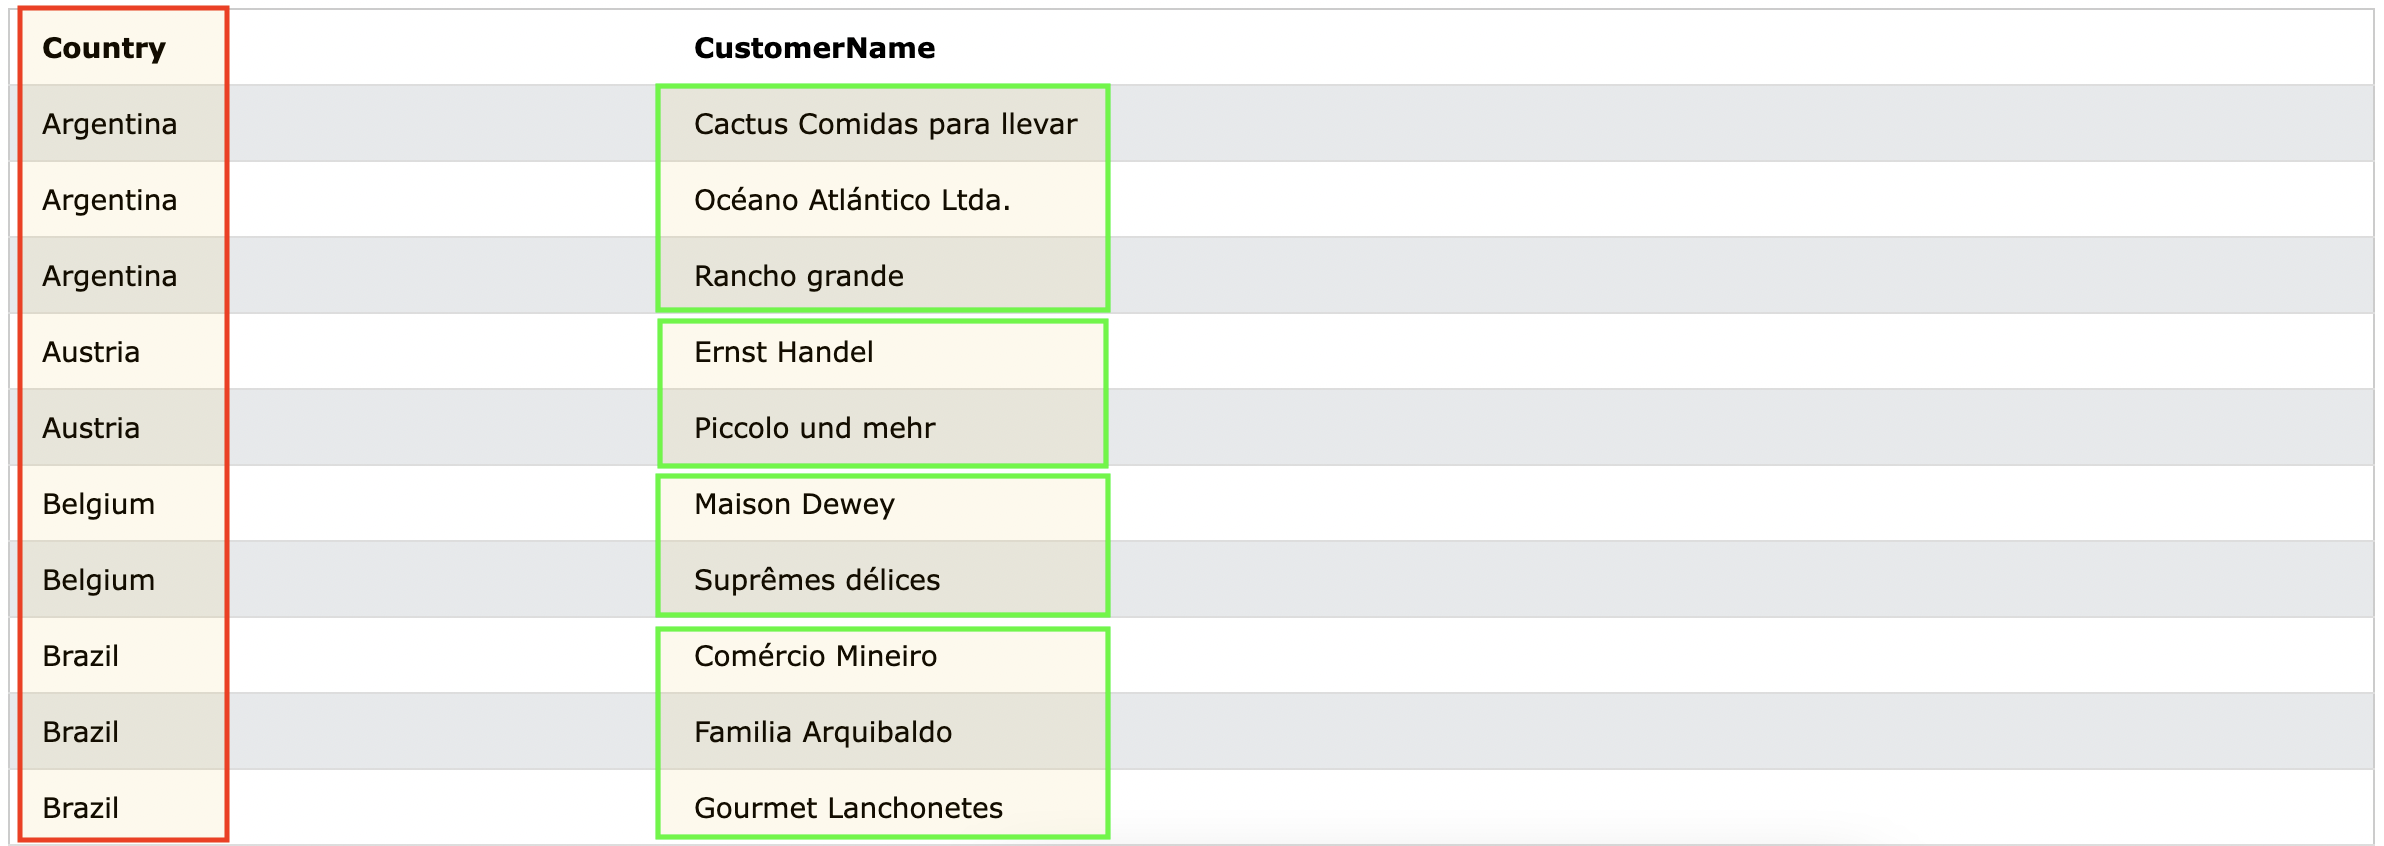 Country CustomerName
Argentina Cactus Comidas para llevar
Argentina Océano Atlántico Ltda.
Argentina Rancho grande
Austria Ernst Handel
Austria Piccolo und mehr
Belgium Maison Dewey
Belgium Suprêmes délices
Brazil Comércio Mineiro
Brazil Familia Arquibaldo
Brazil Gourmet Lanchonetes